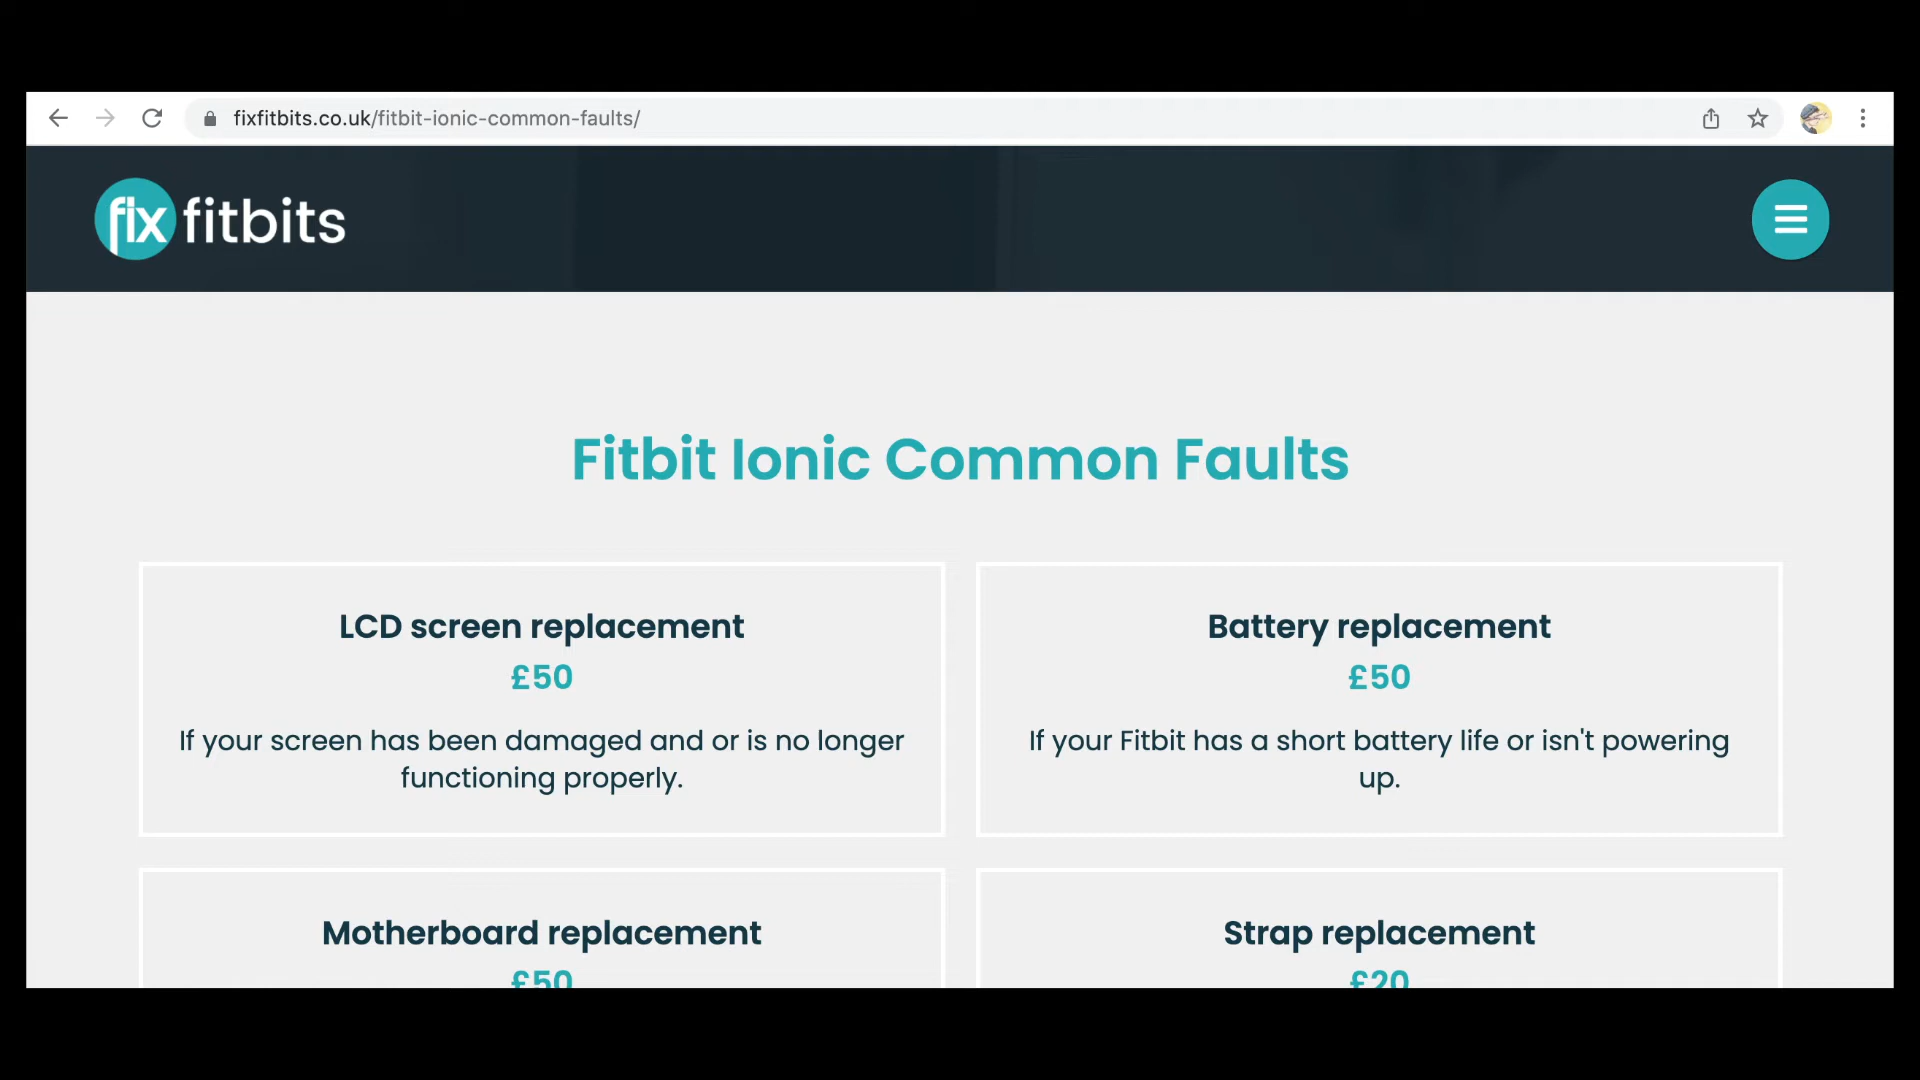 fixfitbits.co.uk/fitbit-ionic-common-faults/
fix fitbits
Fitbit Ionic Common Faults
LCD screen replacement
£50
If your screen has been damaged and or is no longer
functioning properly.
Battery replacement
£50
If your Fitbit has a short battery life or isn't powering
up.
Motherboard replacement
£50
Strap replacement
£20